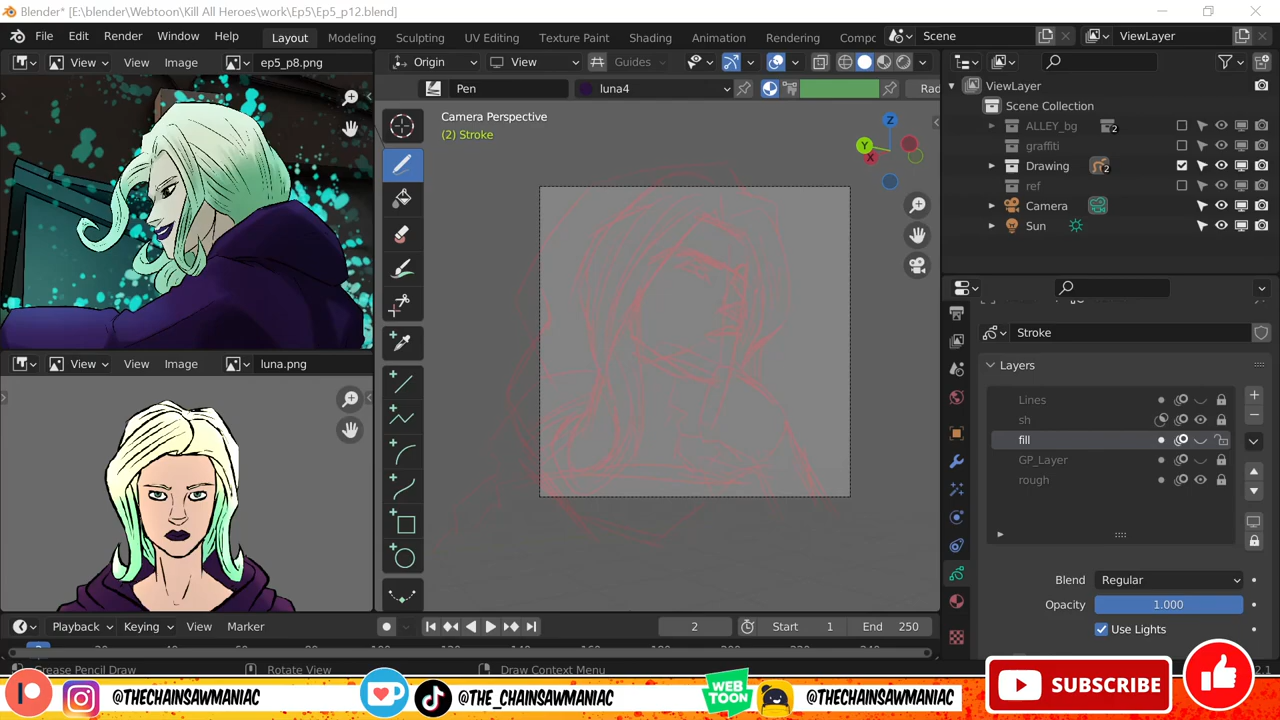 Blender* [E:\blender\Webtoon\Kill All Heroes\work\Ep5\Ep5_p12.blend]
File Edit Render Window Help Layout Modeling Sculpting UV Editing Texture Paint Shading Animation Rendering Compc Scene ViewLayer
View View Image ep5_p8.png
Origin View Guides
Pen luna4 Rad
Camera Perspective
(2) Stroke
Z
Y
X
ViewLayer
Scene Collection
ALLEY_bg 2
graffiti
Drawing 2
ref
Camera
Sun
Stroke
Layers
Lines
sh
fill
GP_Layer
rough
Blend Regular
Opacity 1.000
Use Lights
View View Image luna.png
Playback Keying View Marker 2 Start 1 End 250
Grease Pencil Draw Rotate View Draw Context Menu
@THECHAINSAWMANIAC @THE_CHAINSAWMANIAC WEB TOON @THECHAINSAWMANIAC SUBSCRIBE